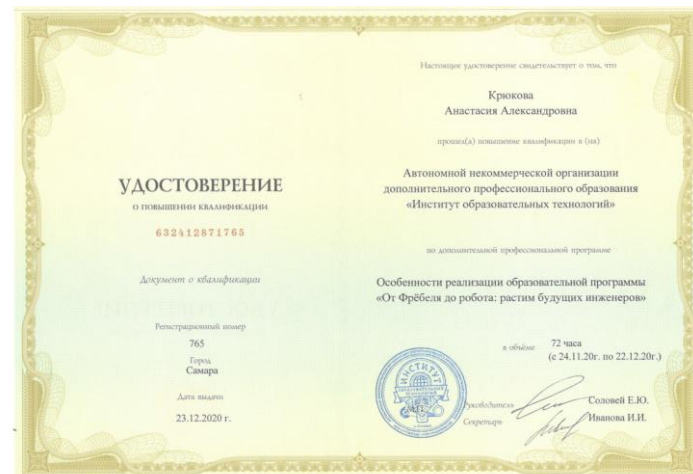 УДОСТОВЕРЕНИЕ
О ПОВЫШЕНИИ КВАЛИФИКАЦИИ
632412871765
Документ о квалификации
Регистрационный номер
765
Город
Самара
Дата выдачи
23.12.2020 г.
Настоящее удостоверение свидетельствует о том, что
Крюкова
Анастасия Александровна
прошел(а) повышение квалификации в (на)
Автономной некоммерческой организации
дополнительного профессионального образования
«Институт образовательных технологий»
по дополнительной профессиональной программе
Особенности реализации образовательной программы
«От Фрёбеля до робота: растим будущих инженеров»
в объёме 72 часа
(с 24.11.20г. по 22.12.20г.)
ИНСТИТУТ
М.П.
Руководитель Соловей Е.Ю.
Секретарь Иванова И.И.